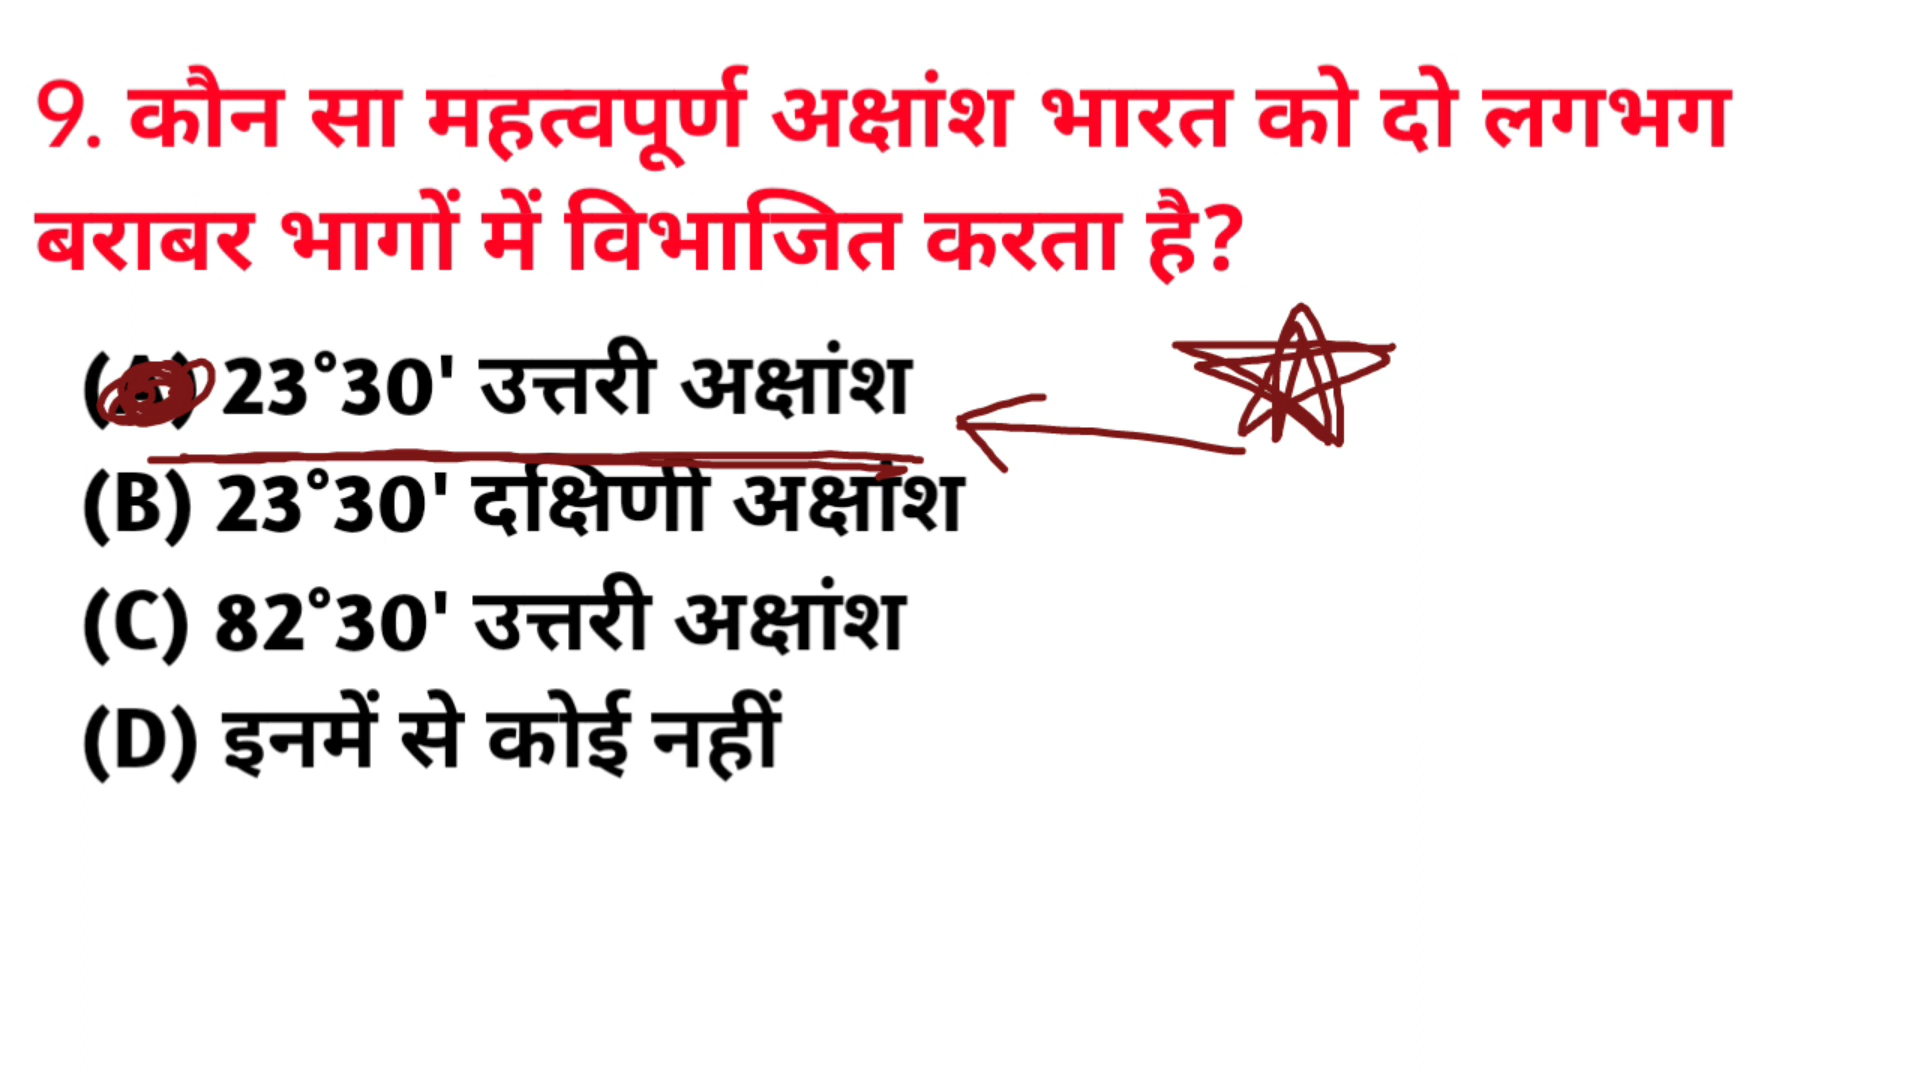 9. कौन सा महत्वपूर्ण अक्षांश भारत को दो लगभग
बराबर भागों में विभाजित करता है?
(A) 23°30' उत्तरी अक्षांश
(B) 23°30' दक्षिणी अक्षांश
(C) 82°30' उत्तरी अक्षांश
(D) इनमें से कोई नहीं